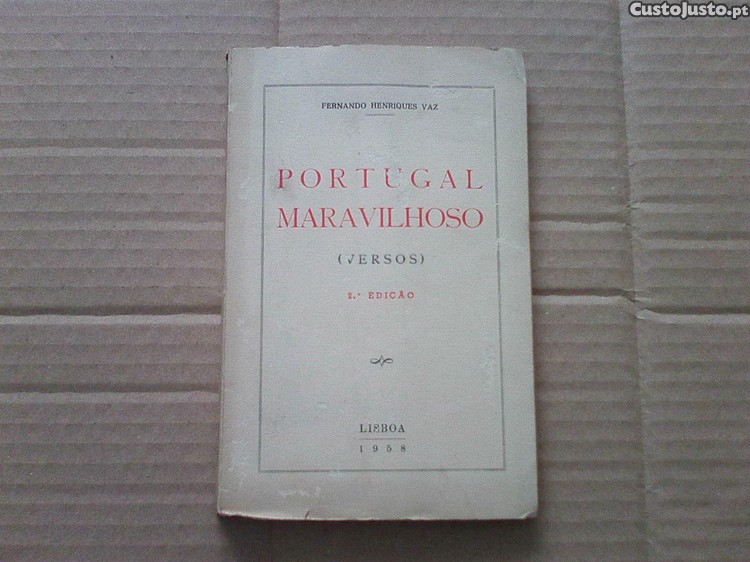 CustoJusto.pt
FERNANDO HENRIQUES VAZ
PORTUGAL
MARAVILHOSO
(VERSOS)
2.ª EDIÇÃO
LISBOA
1958